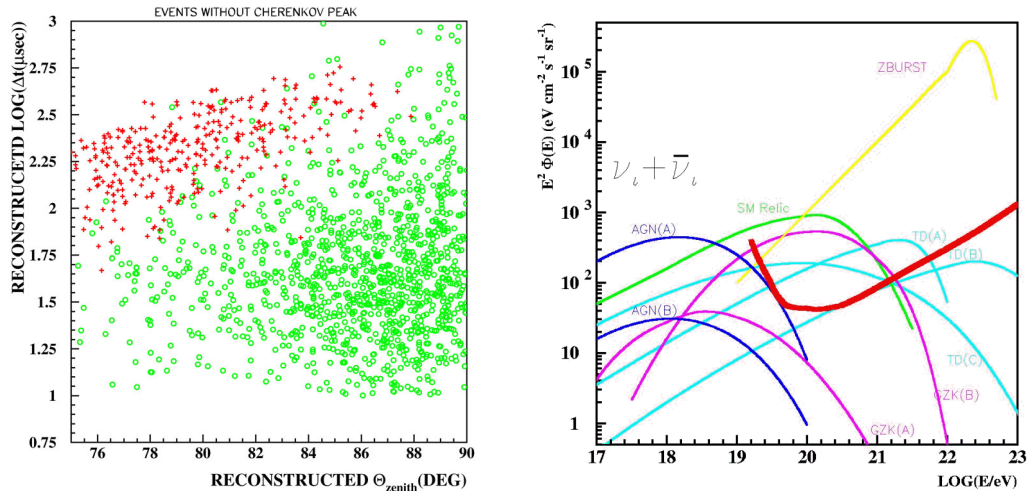 EVENTS WITHOUT CHERENKOV PEAK
RECONSTRUCETD LOG(Δt(μsec)
3
2.75
2.5
2.25
2
1.75
1.5
1.25
1
0.75
76 78 80 82 84 86 88 90
RECONSTRUCTED Θzenith(DEG)
E² Φ(E) (eV cm⁻² s⁻¹ sr⁻¹)
10⁵
10⁴
10³
10²
10
1
ZBURST
νᵢ + ν̄ᵢ
SM Relic
AGN(A)
TD(A)
TD(B)
AGN(B)
TD(C)
GZK(B)
GZK(A)
17 18 19 20 21 22 23
LOG(E/eV)